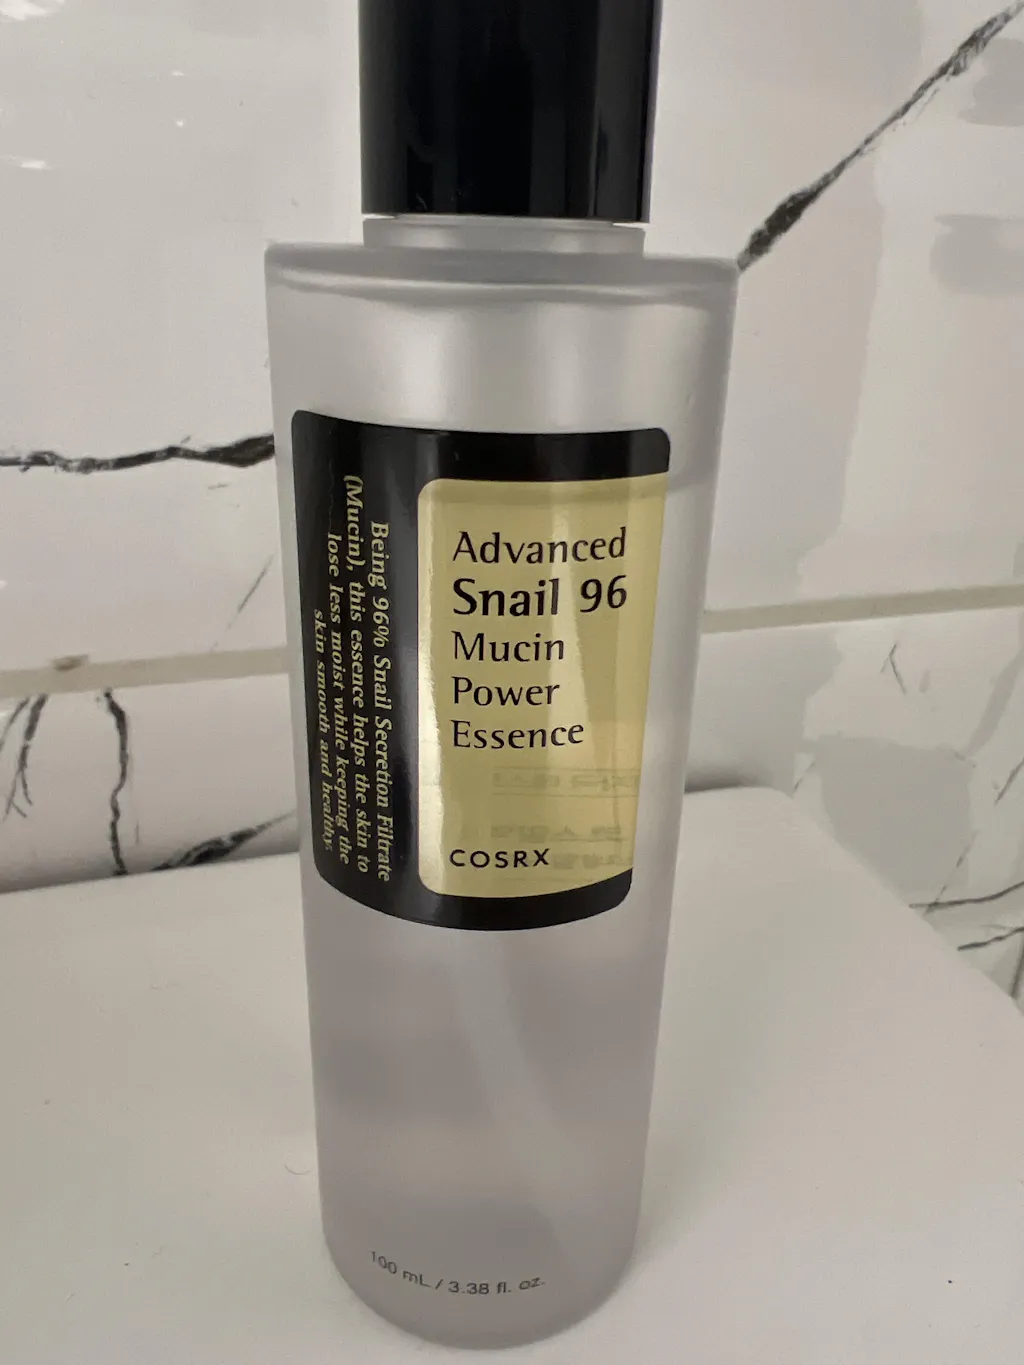 Advanced
Snail 96
Mucin
Power
Essence
COSRX
Being 96% Snail Secretion Filtrate
(Mucin), this essence helps the skin to
lose less moist while keeping the
skin smooth and healthy.
100 mL / 3.38 fl. oz.